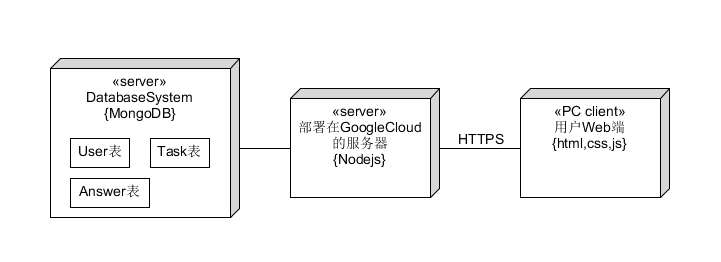 «server»
DatabaseSystem
{MongoDB}
User表
Task表
Answer表
«server»
部署在GoogleCloud
的服务器
{Nodejs}
HTTPS
«PC client»
用户Web端
{html,css,js}